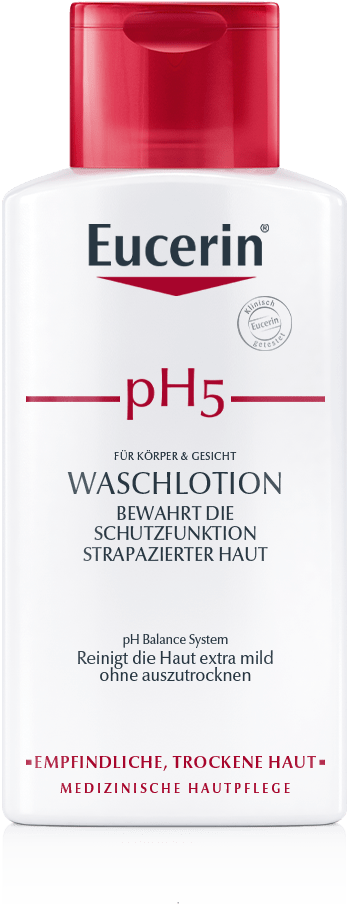 Eucerin®
Klinisch
Eucerin
getestet
pH5
FÜR KÖRPER & GESICHT
WASCHLOTION
BEWAHRT DIE
SCHUTZFUNKTION
STRAPAZIERTER HAUT
pH Balance System
Reinigt die Haut extra mild
ohne auszutrocknen
EMPFINDLICHE, TROCKENE HAUT
MEDIZINISCHE HAUTPFLEGE